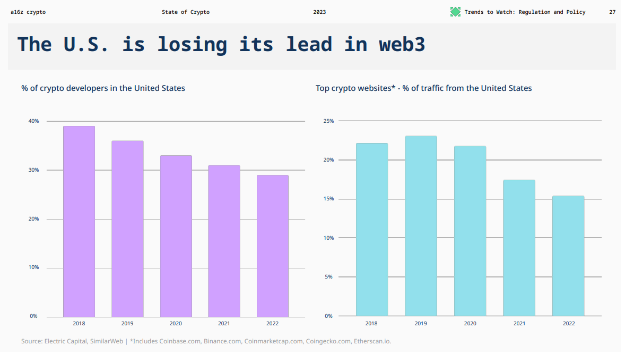 a16z crypto
State of Crypto
2023
Trends to Watch: Regulation and Policy
27
The U.S. is losing its lead in web3
% of crypto developers in the United States
40%
30%
20%
10%
0%
2018 2019 2020 2021 2022
Top crypto websites* - % of traffic from the United States
25%
20%
15%
10%
5%
0%
2018 2019 2020 2021 2022
Source: Electric Capital, SimilarWeb | *Includes Coinbase.com, Binance.com, Coinmarketcap.com, Coingecko.com, Etherscan.io.